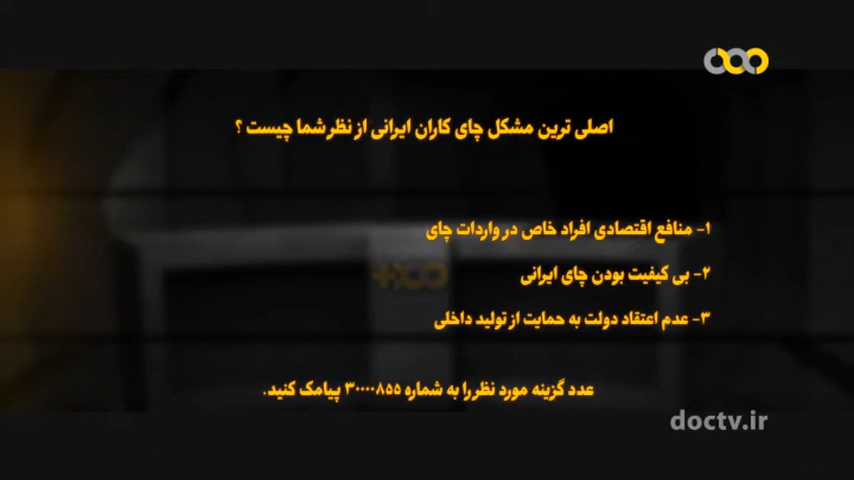 اصلی ترین مشکل چای کاران ایرانی از نظر شما چیست ؟
۱- منافع اقتصادی افراد خاص در واردات چای
۲- بی کیفیت بودن چای ایرانی
۳- عدم اعتقاد دولت به حمایت از تولید داخلی
عدد گزینه مورد نظر را به شماره ۳۰۰۰۰۸۵۵ پیامک کنید.
doctv.ir